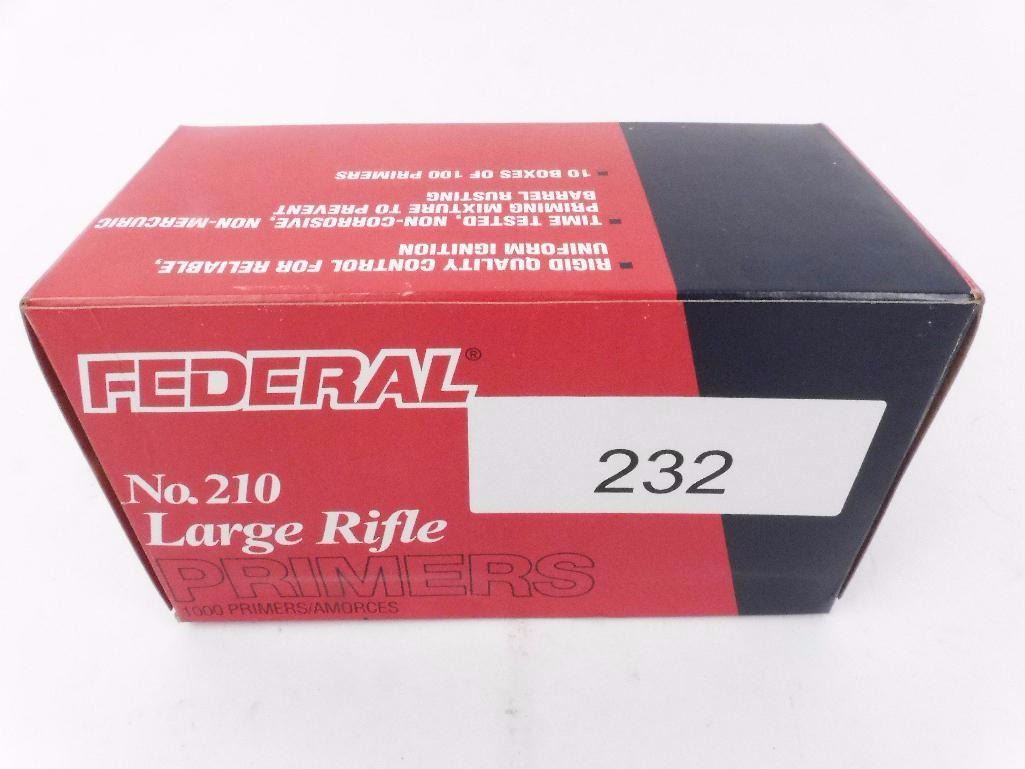 ▪ RIGID QUALITY CONTROL FOR RELIABLE,
UNIFORM IGNITION
▪ TIME TESTED, NON-CORROSIVE, NON-MERCURIC
PRIMING MIXTURE TO PREVENT
BARREL RUSTING
▪ 10 BOXES OF 100 PRIMERS
FEDERAL®
232
No. 210
Large Rifle
PRIMERS
1000 PRIMERS/AMORCES